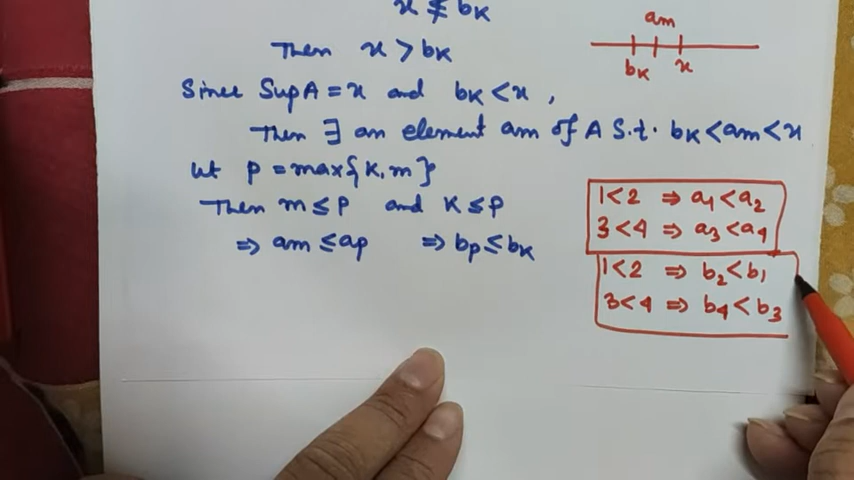 x ≰ bₖ
Then x > bₖ
Since Sup A = x and bₖ < x ,
Then ∃ an element am of A S.t. bₖ < am < x
Let P = max{K, m}
Then m ≤ P and K ≤ P
⇒ am ≤ aₚ ⇒ bₚ ≤ bₖ
am
bₖ x
1 < 2 ⇒ a₁ < a₂
3 < 4 ⇒ a₃ < a₄
1 < 2 ⇒ b₂ < b₁
3 < 4 ⇒ b₄ < b₃